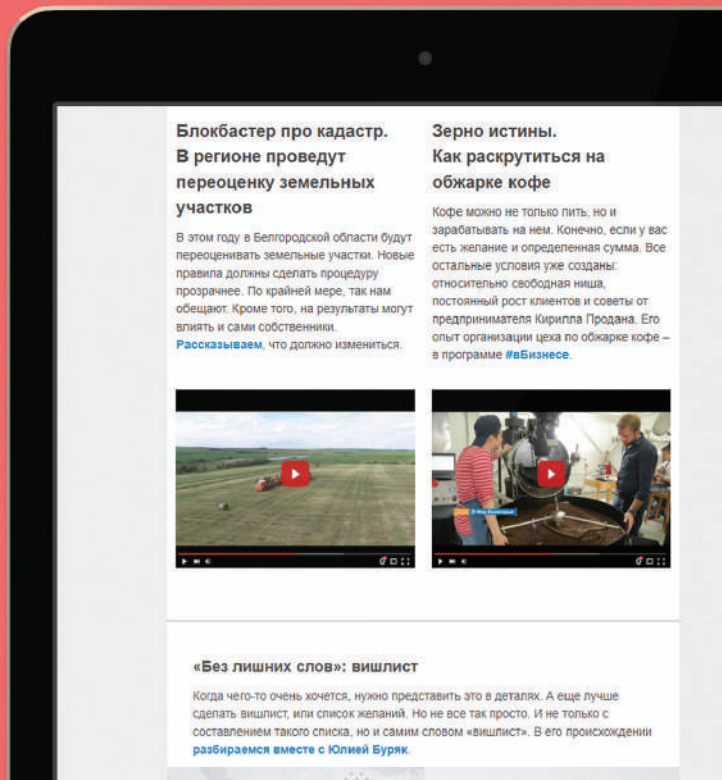 Блокбастер про кадастр.
В регионе проведут
переоценку земельных
участков
В этом году в Белгородской области будут
переоценивать земельные участки. Новые
правила должны сделать процедуру
прозрачнее. По крайней мере, так нам
обещают. Кроме того, на результаты могут
влиять и сами собственники.
Рассказываем, что должно измениться.
Зерно истины.
Как раскрутиться на
обжарке кофе
Кофе можно не только пить, но и
зарабатывать на нем. Конечно, если у вас
есть желание и определенная сумма. Все
остальные условия уже созданы:
относительно свободная ниша,
постоянный рост клиентов и советы от
предпринимателя Кирилла Продана. Его
опыт организации цеха по обжарке кофе –
в программе #вБизнесе.
«Без лишних слов»: вишлист
Когда чего-то очень хочется, нужно представить это в деталях. А еще лучше
сделать вишлист, или список желаний. Но не все так просто. И не только с
составлением такого списка, но и самим словом «вишлист». В его происхождении
разбираемся вместе с Юлией Буряк.